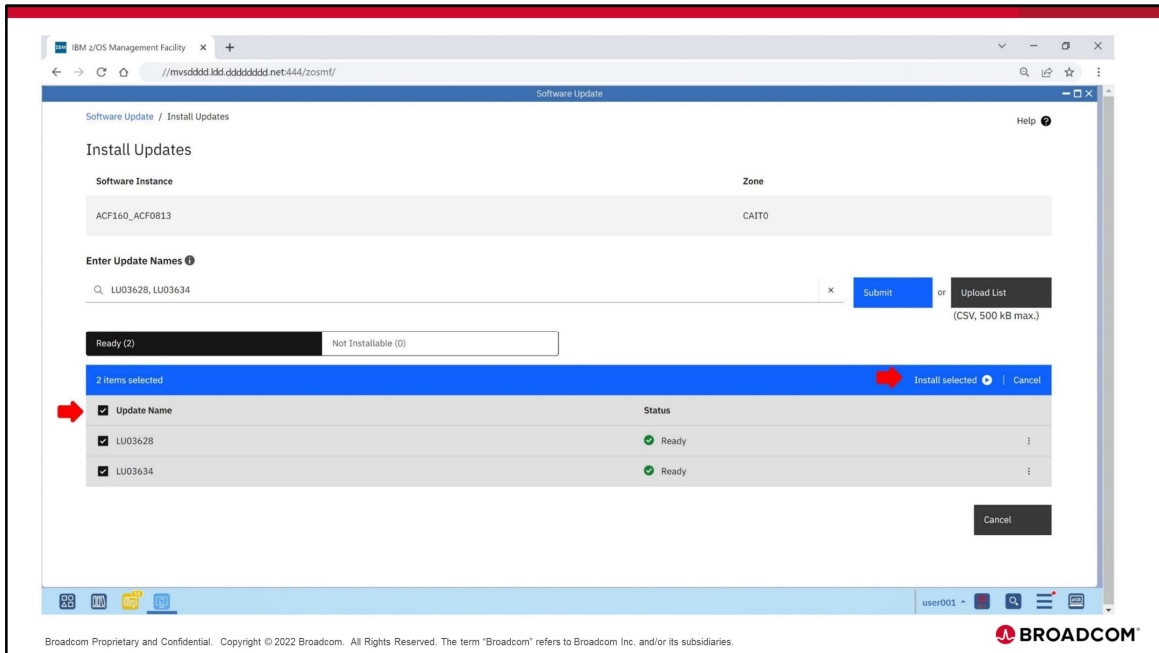 IBM z/OS Management Facility
//mvsdddd.ldd.dddddddd.net:444/zosmf/
Software Update
Software Update / Install Updates
Help
Install Updates
Software Instance Zone
ACF160_ACF0813 CAIT0
Enter Update Names
LU03628, LU03634
Submit or Upload List
(CSV, 500 kB max.)
Ready (2) Not Installable (0)
2 items selected Install selected | Cancel
Update Name Status
LU03628 Ready
LU03634 Ready
Cancel
user001
Broadcom Proprietary and Confidential. Copyright © 2022 Broadcom. All Rights Reserved. The term “Broadcom” refers to Broadcom Inc. and/or its subsidiaries.
BROADCOM®